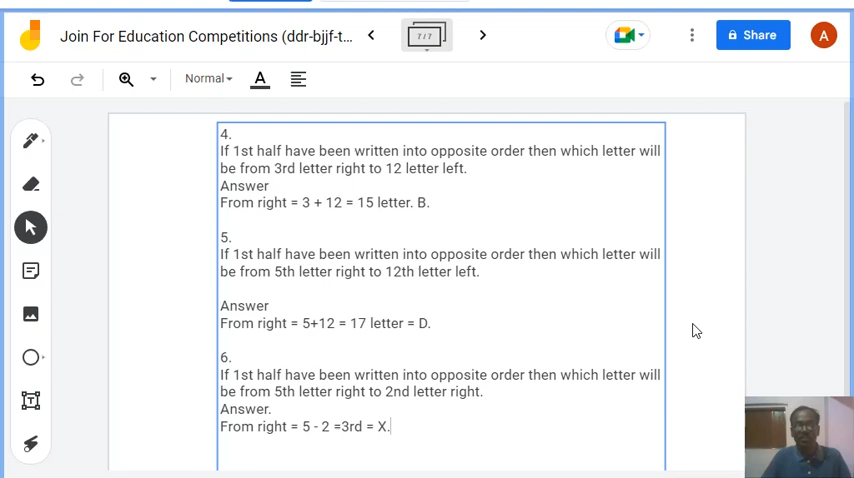 Join For Education Competitions (ddr-bjjf-t...
7 / 7
Share
A
Normal
A
4.
If 1st half have been written into opposite order then which letter will
be from 3rd letter right to 12 letter left.
Answer
From right = 3 + 12 = 15 letter. B.
5.
If 1st half have been written into opposite order then which letter will
be from 5th letter right to 12th letter left.
Answer
From right = 5+12 = 17 letter = D.
6.
If 1st half have been written into opposite order then which letter will
be from 5th letter right to 2nd letter right.
Answer.
From right = 5 - 2 =3rd = X.